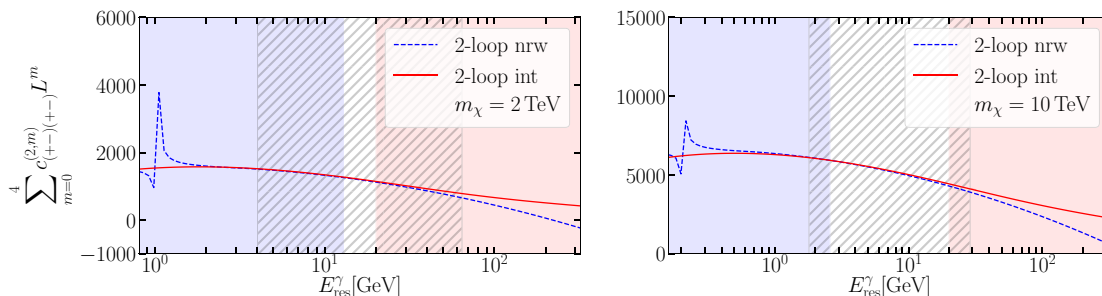 6000
4000
2000
0
−1000
10^0
10^1
10^2
E^γ_res[GeV]
∑^4_{m=0} c^{(2,m)}_{(+−)(+−)} L^m
2-loop nrw
2-loop int
m_χ = 2 TeV
15000
10000
5000
0
10^0
10^1
10^2
E^γ_res[GeV]
2-loop nrw
2-loop int
m_χ = 10 TeV